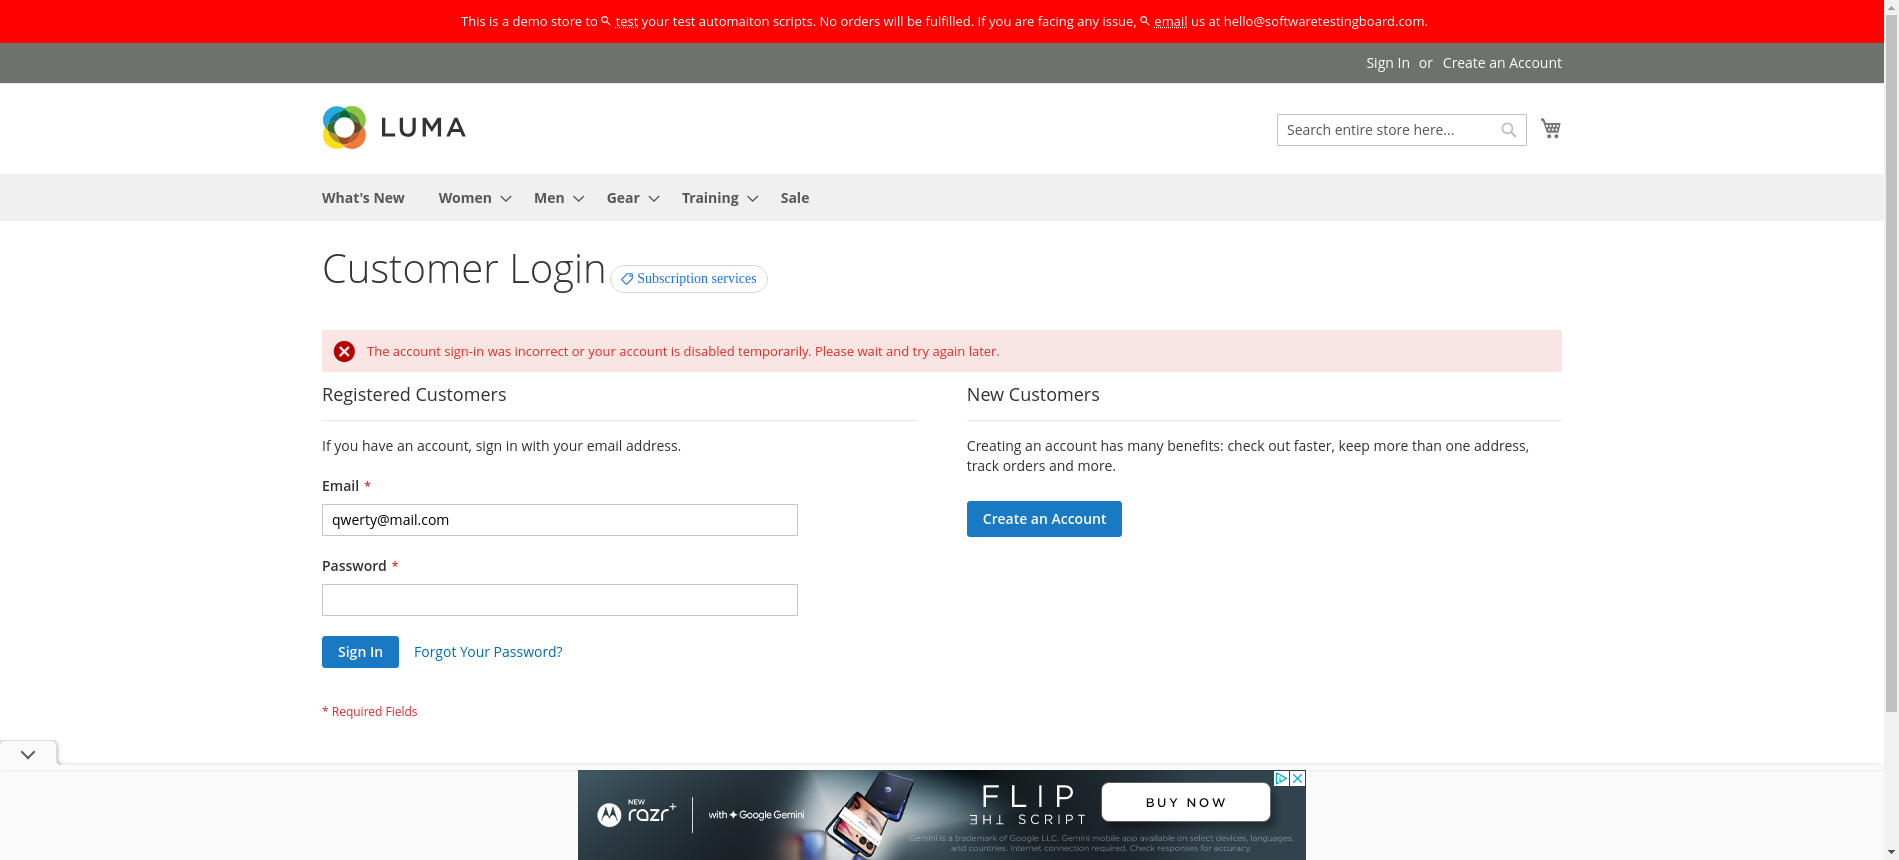 This is a demo store to test your test automaiton scripts. No orders will be fulfilled. If you are facing any issue, email us at hello@softwaretestingboard.com.
Sign In or Create an Account
LUMA
Search entire store here...
What's New Women Men Gear Training Sale
Customer Login Subscription services
The account sign-in was incorrect or your account is disabled temporarily. Please wait and try again later.
Registered Customers
If you have an account, sign in with your email address.
Email *
qwerty@mail.com
Password *
Sign In Forgot Your Password?
* Required Fields
New Customers
Creating an account has many benefits: check out faster, keep more than one address,
track orders and more.
Create an Account
NEW
razr+
with Google Gemini
FLIP
THE SCRIPT
BUY NOW
Gemini is a trademark of Google LLC. Gemini mobile app available on select devices, languages,
and countries. Internet connection required. Check responses for accuracy.